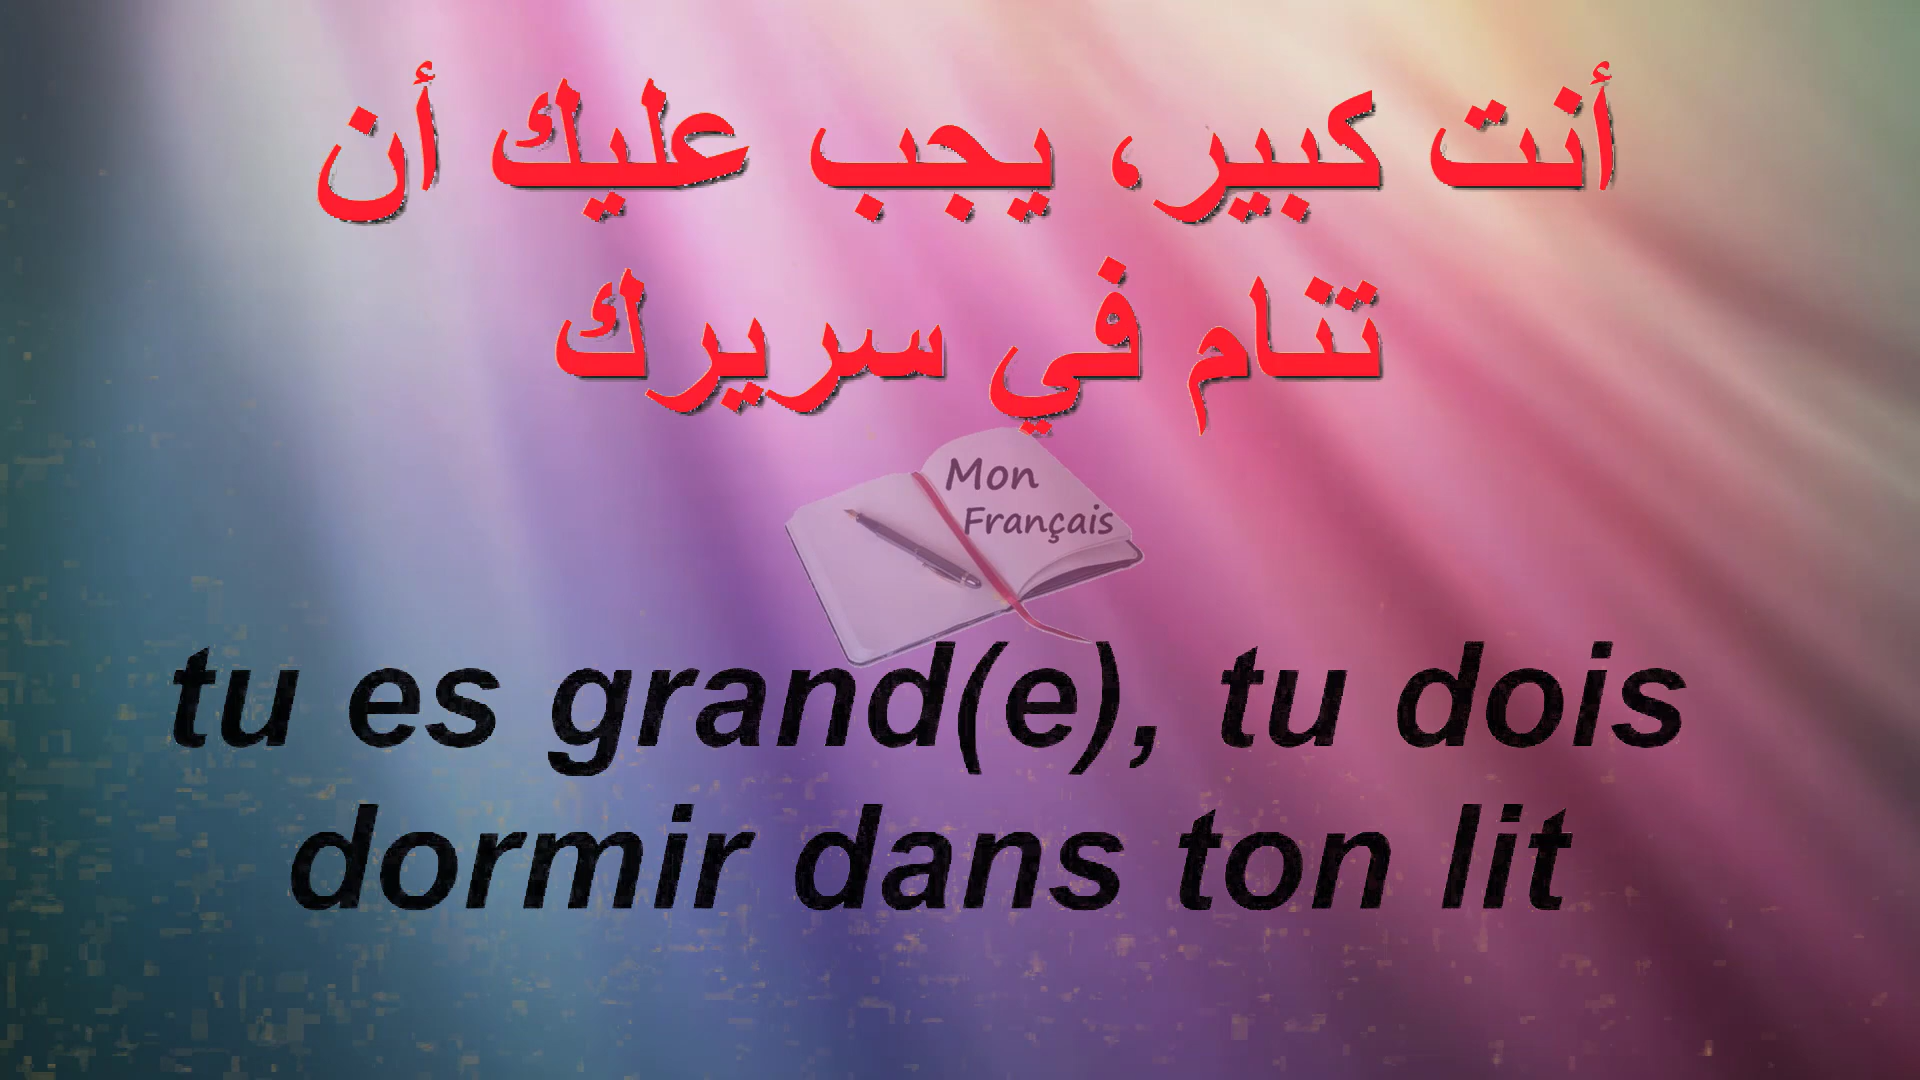 أنت كبير، يجب عليك أن
تنام في سريرك
Mon
Français
tu es grand(e), tu dois
dormir dans ton lit